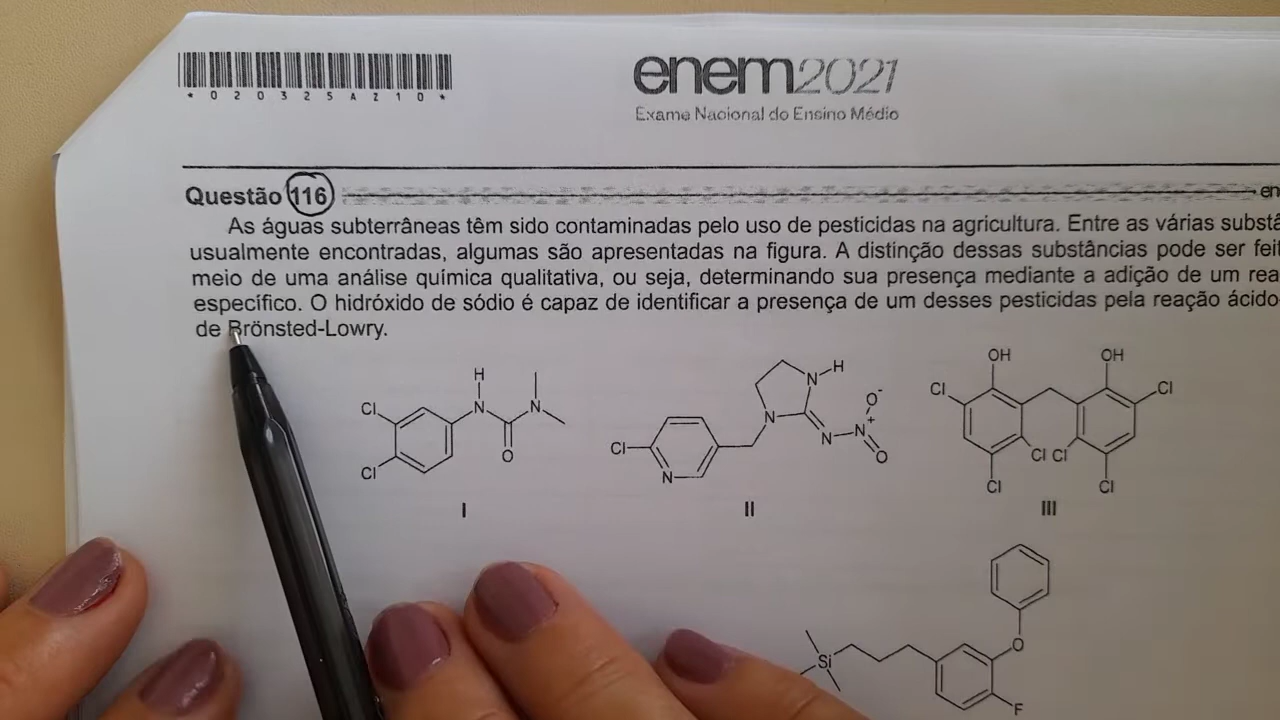 *020325AZ10*
enem2021
Exame Nacional do Ensino Médio
Questão 116
As águas subterrâneas têm sido contaminadas pelo uso de pesticidas na agricultura. Entre as várias
usualmente encontradas, algumas são apresentadas na figura. A distinção dessas substâncias pode ser
meio de uma análise química qualitativa, ou seja, determinando sua presença mediante a adição de um
específico. O hidróxido de sódio é capaz de identificar a presença de um desses pesticidas pela reação ácido
de Brönsted-Lowry.
H
Cl N N
Cl O
I
N H
N O-
Cl N N+
N O
II
OH OH
Cl Cl
Cl Cl
Cl Cl
III
O
Si
F